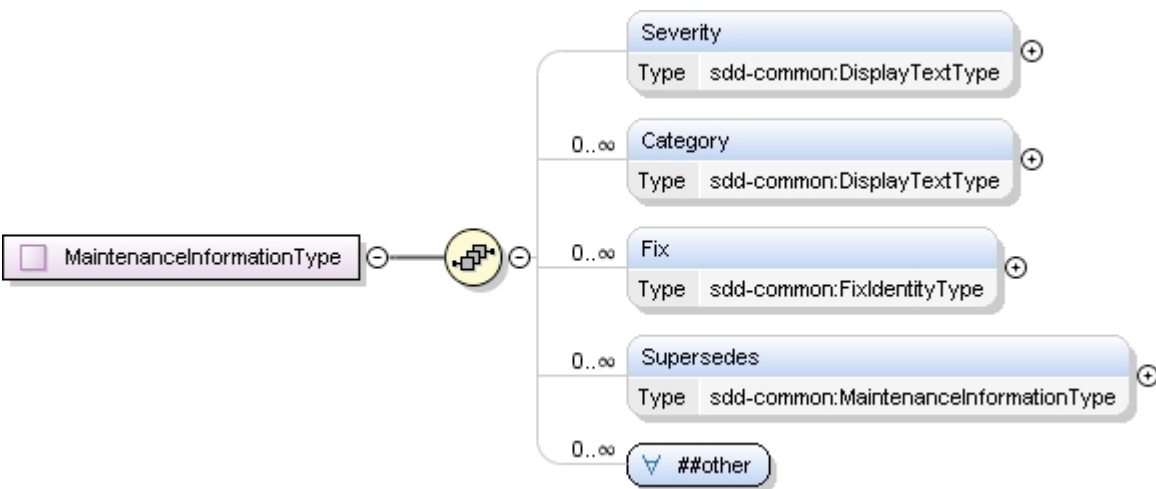 Severity
Type sdd-common:DisplayTextType
0..∞
Category
Type sdd-common:DisplayTextType
MaintenanceInformationType
0..∞
Fix
Type sdd-common:FixIdentityType
0..∞
Supersedes
Type sdd-common:MaintenanceInformationType
0..∞
∀ ##other